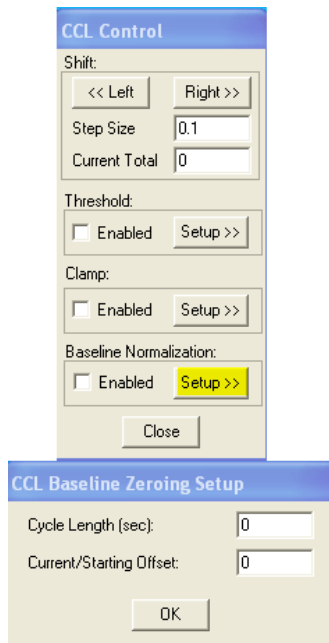 CCL Control
Shift:
<< Left Right >>
Step Size 0.1
Current Total 0
Threshold:
Enabled Setup >>
Clamp:
Enabled Setup >>
Baseline Normalization:
Enabled Setup >>
Close
CCL Baseline Zeroing Setup
Cycle Length (sec): 0
Current/Starting Offset: 0
OK